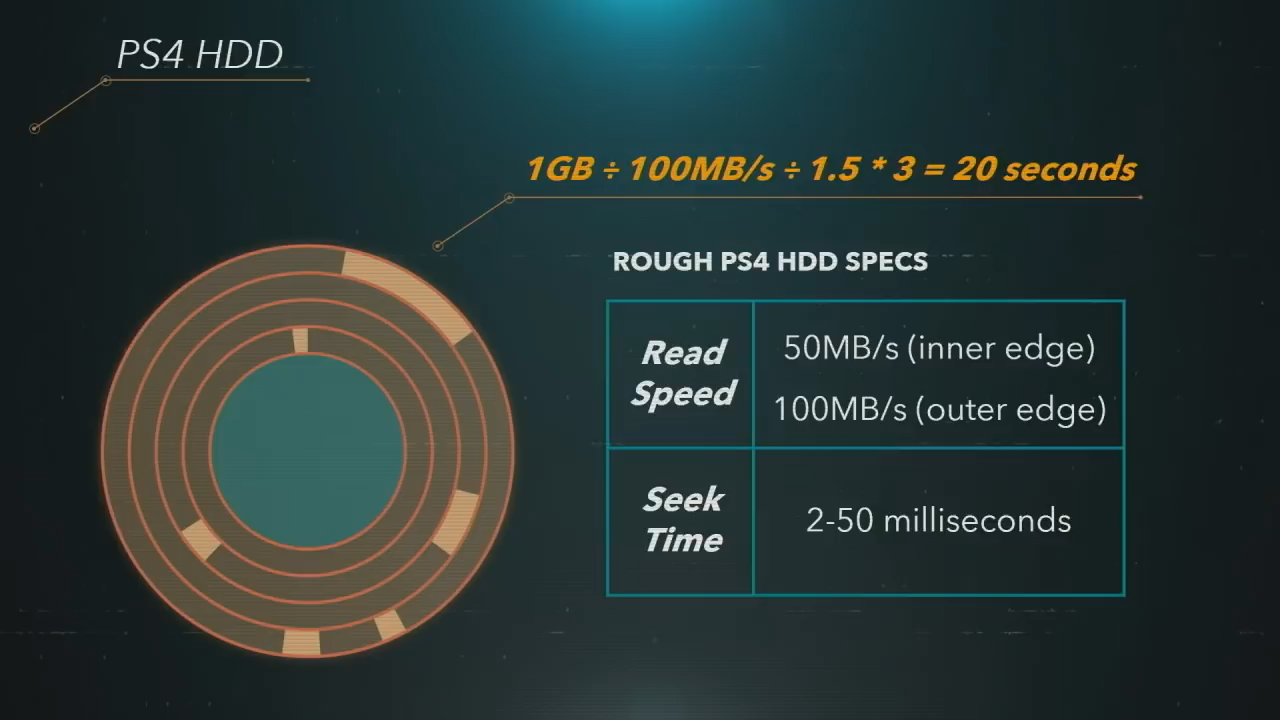 PS4 HDD
1GB ÷ 100MB/s ÷ 1.5 * 3 = 20 seconds
ROUGH PS4 HDD SPECS
Read
Speed
50MB/s (inner edge)
100MB/s (outer edge)
Seek
Time
2-50 milliseconds